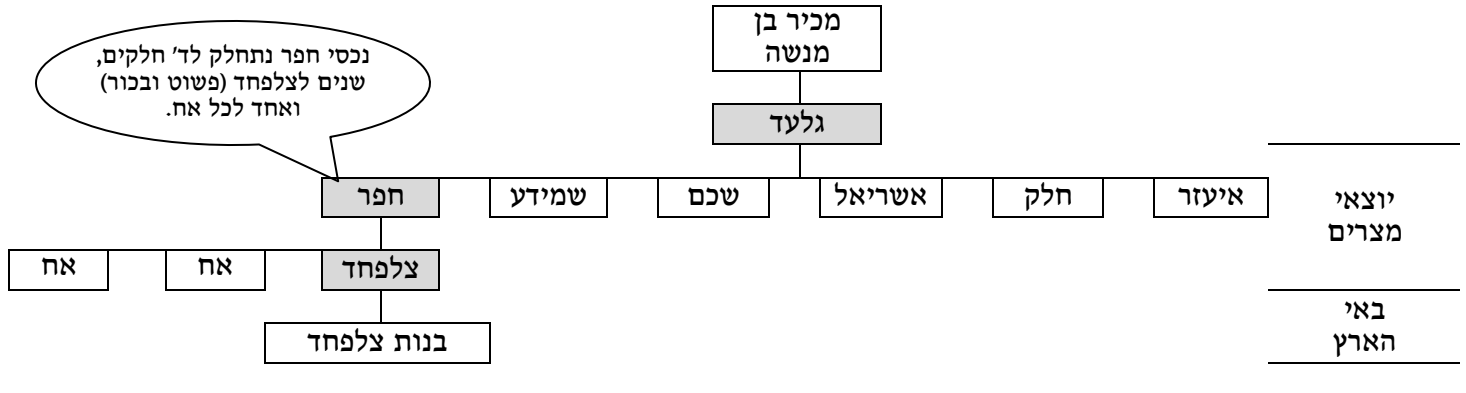 מכיר בן
מנשה
נכסי חפר נתחלק לד' חלקים,
שנים לצלפחד (פשוט ובכור)
ואחד לכל אח.
גלעד
יוצאי
מצרים
איעזר
חלק
אשריאל
שכם
שמידע
חפר
צלפחד
אח
אח
באי
הארץ
בנות צלפחד